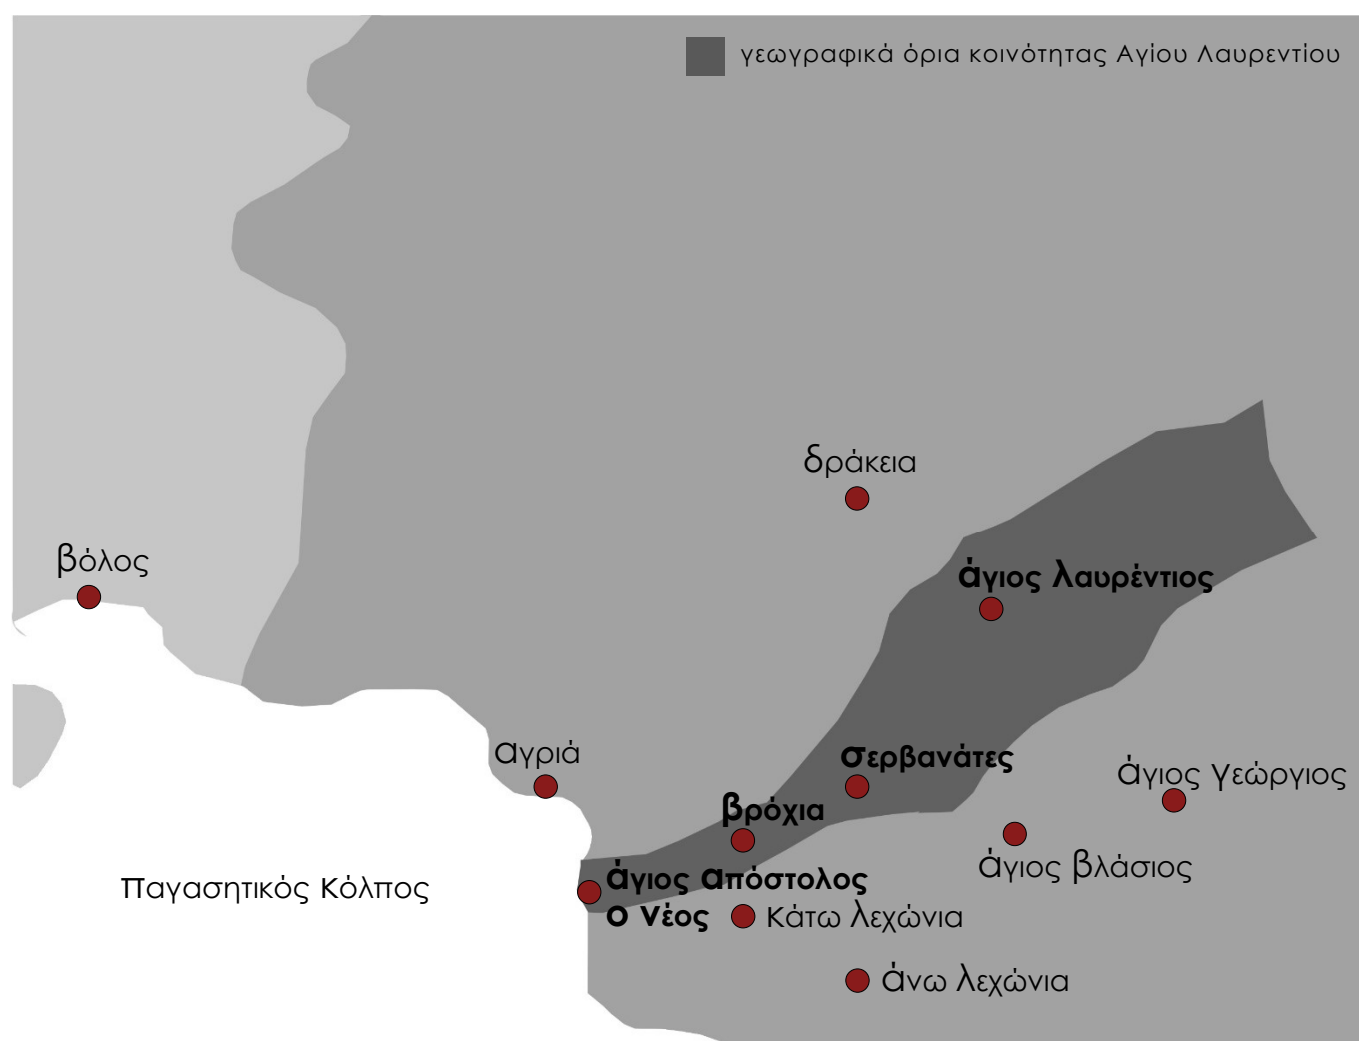 γεωγραφικά όρια κοινότητας Αγίου Λαυρεντίου
δράκεια
βόλος
άγιος λαυρέντιος
αγριά
σερβανάτες
άγιος γεώργιος
βρόχια
άγιος βλάσιος
παγασητικός κόλπος
άγιος απόστολος
ο νέος
κάτω λεχώνια
άνω λεχώνια